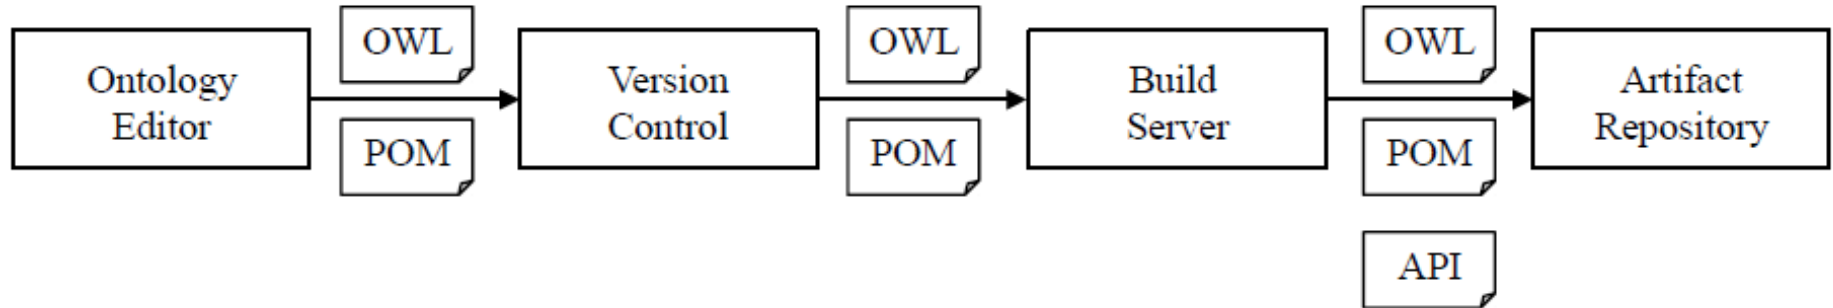 Ontology
Editor
OWL
POM
Version
Control
OWL
POM
Build
Server
OWL
POM
API
Artifact
Repository